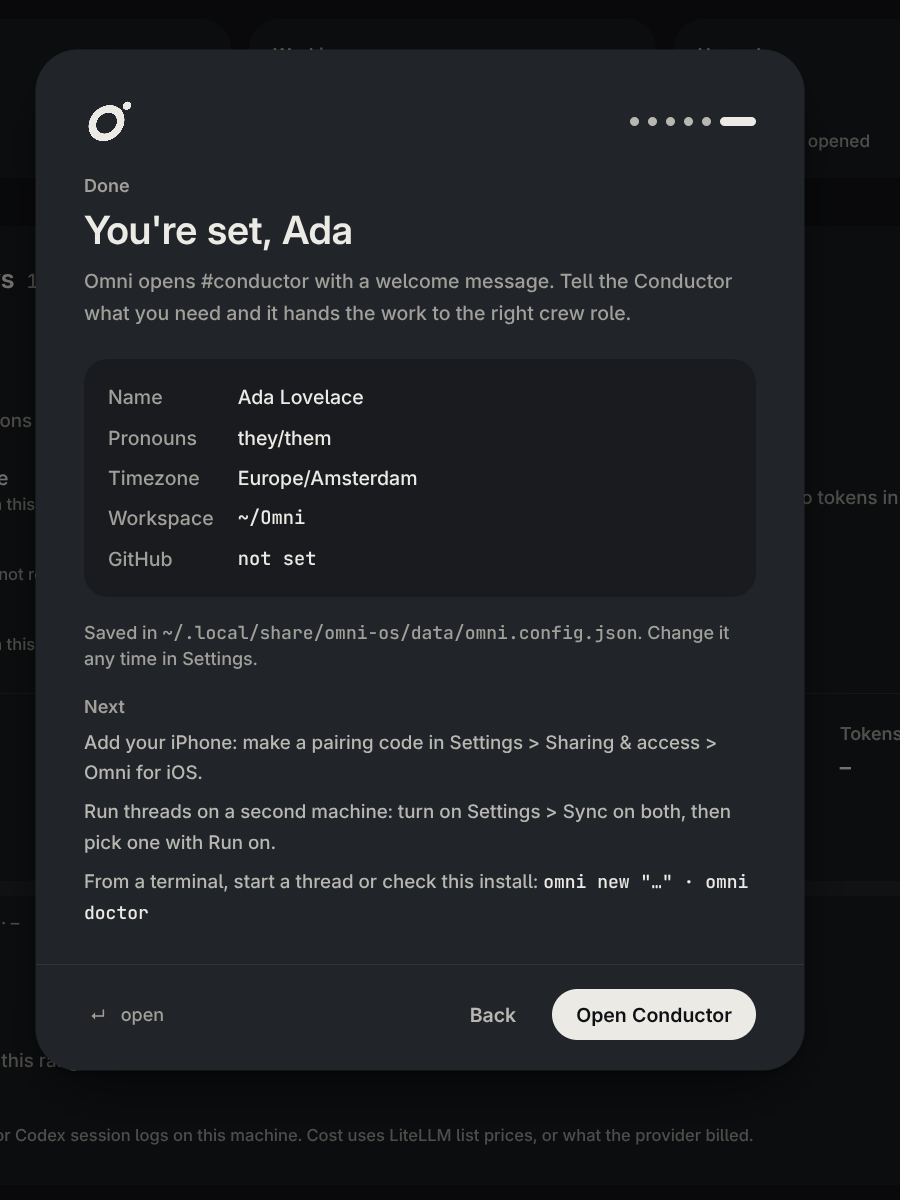 opened
Done
You're set, Ada
Omni opens #conductor with a welcome message. Tell the Conductor
what you need and it hands the work to the right crew role.
Name Ada Lovelace
Pronouns they/them
Timezone Europe/Amsterdam
o tokens in
Workspace ~/Omni
GitHub not set
Saved in ~/.local/share/omni-os/data/omni.config.json. Change it
any time in Settings.
Next
Add your iPhone: make a pairing code in Settings > Sharing & access >
Omni for iOS.
Tokens
–
Run threads on a second machine: turn on Settings > Sync on both, then
pick one with Run on.
From a terminal, start a thread or check this install: omni new "…" · omni
doctor
↵ open
Back
Open Conductor
this
or Codex session logs on this machine. Cost uses LiteLLM list prices, or what the provider billed.